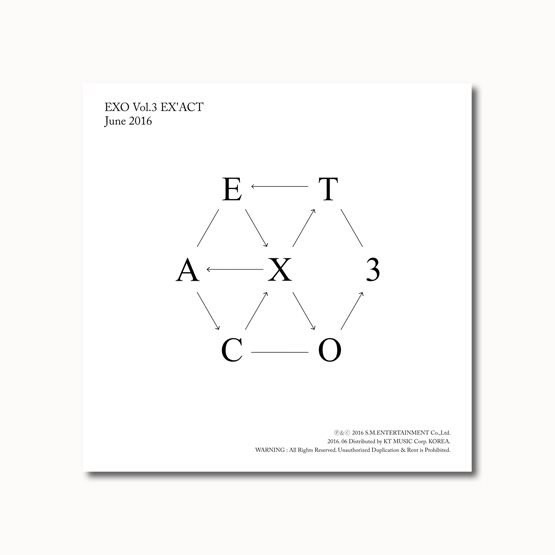 EXO Vol.3 EX'ACT
June 2016
E T
A X 3
C O
℗&ⓒ 2016 S.M.ENTERTAINMENT Co.,Ltd.
2016. 06 Distributed by KT MUSIC Corp. KOREA.
WARNING : All Rights Reserved. Unauthorized Duplication & Rent is Prohibited.